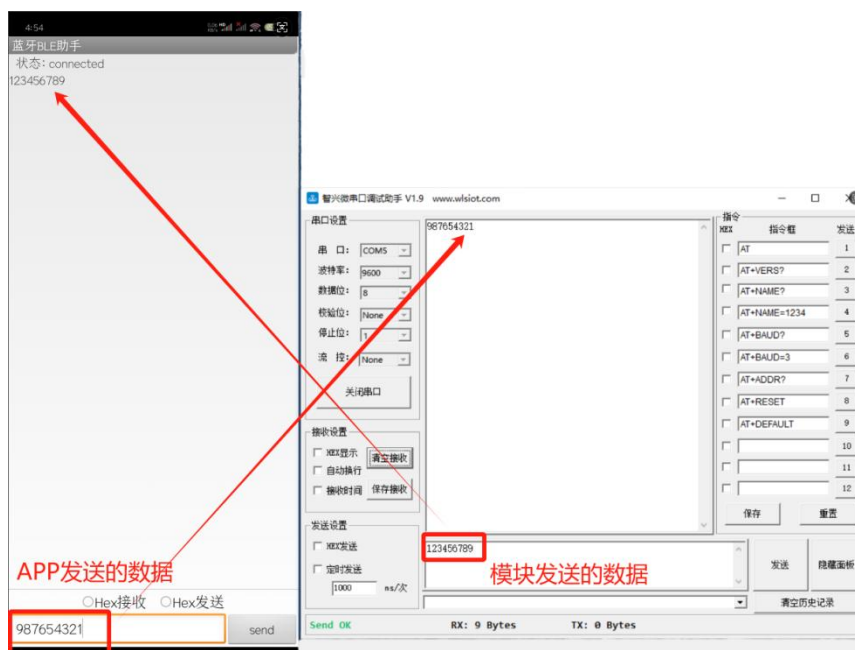 4:54
蓝牙BLE助手
状态: connected
123456789
APP发送的数据
Hex接收 Hex发送
987654321
send
智兴微串口调试助手 V1.9 www.wlsiot.com
串口设置
串 口: COM5
波特率: 9600
数据位: 8
校验位: None
停止位: 1
流 控: None
关闭串口
接收设置
HEX显示 清空接收
自动换行
接收时间 保存接收
发送设置
HEX发送
定时发送
1000 ms/次
987654321
123456789
模块发送的数据
指令
HEX 指令框 发送
AT 1
AT+VERS? 2
AT+NAME? 3
AT+NAME=1234 4
AT+BAUD? 5
AT+BAUD=3 6
AT+ADDR? 7
AT+RESET 8
AT+DEFAULT 9
10
11
12
保存 重置
发送 隐藏面板
清空历史记录
Send OK RX: 9 Bytes TX: 0 Bytes